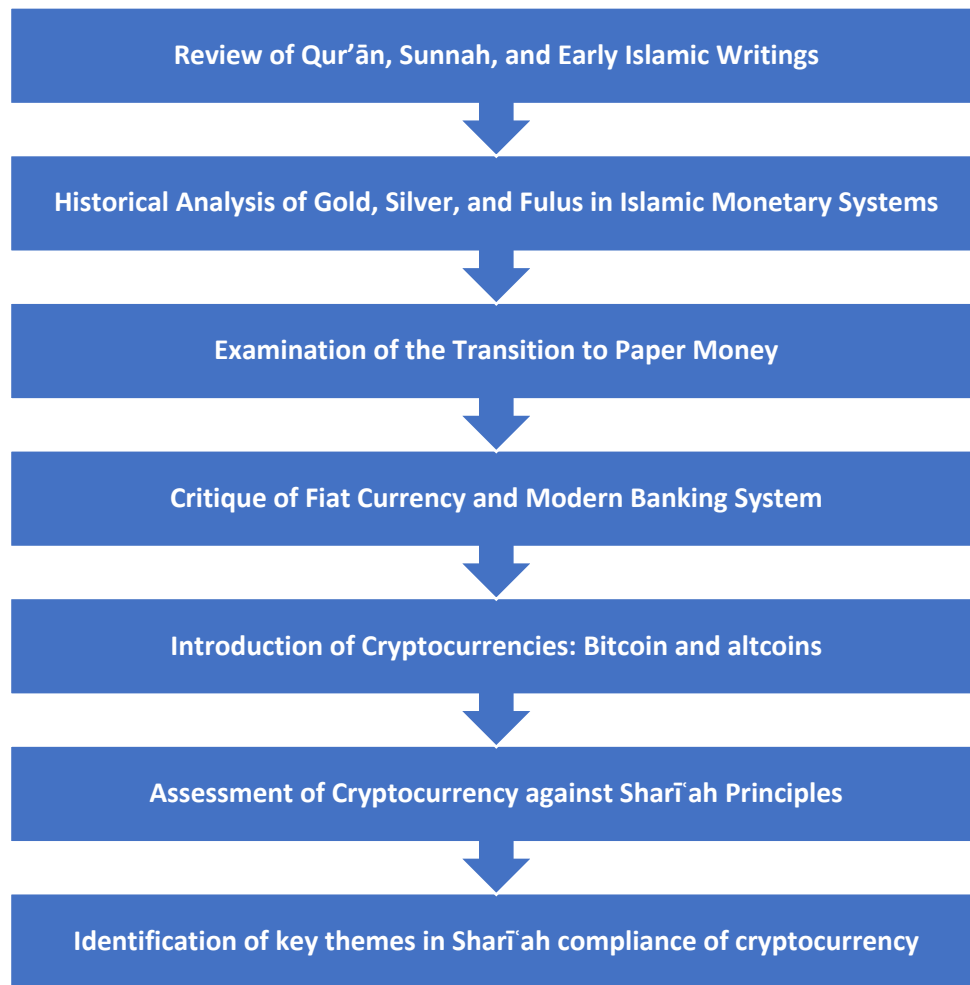 Review of Qur’ān, Sunnah, and Early Islamic Writings
Historical Analysis of Gold, Silver, and Fulus in Islamic Monetary Systems
Examination of the Transition to Paper Money
Critique of Fiat Currency and Modern Banking System
Introduction of Cryptocurrencies: Bitcoin and altcoins
Assessment of Cryptocurrency against Sharīʿah Principles
Identification of key themes in Sharīʿah compliance of cryptocurrency